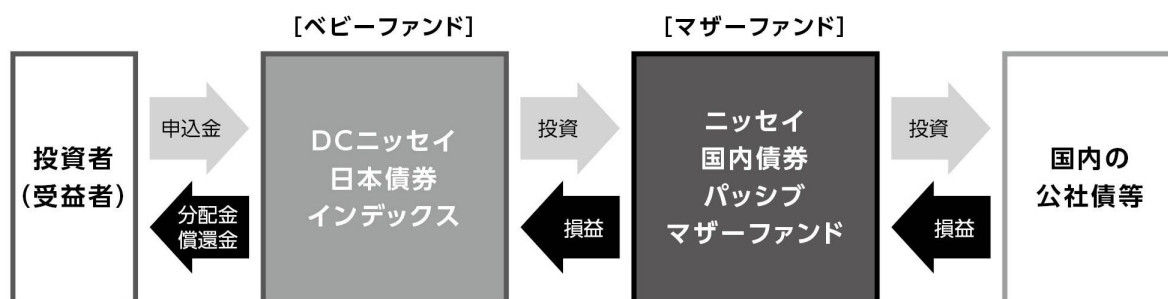 [ベビーファンド]
[マザーファンド]
投資者
(受益者)
申込金
分配金
償還金
DCニッセイ
日本債券
インデックス
投資
損益
ニッセイ
国内債券
パッシブ
マザーファンド
投資
損益
国内の
公社債等